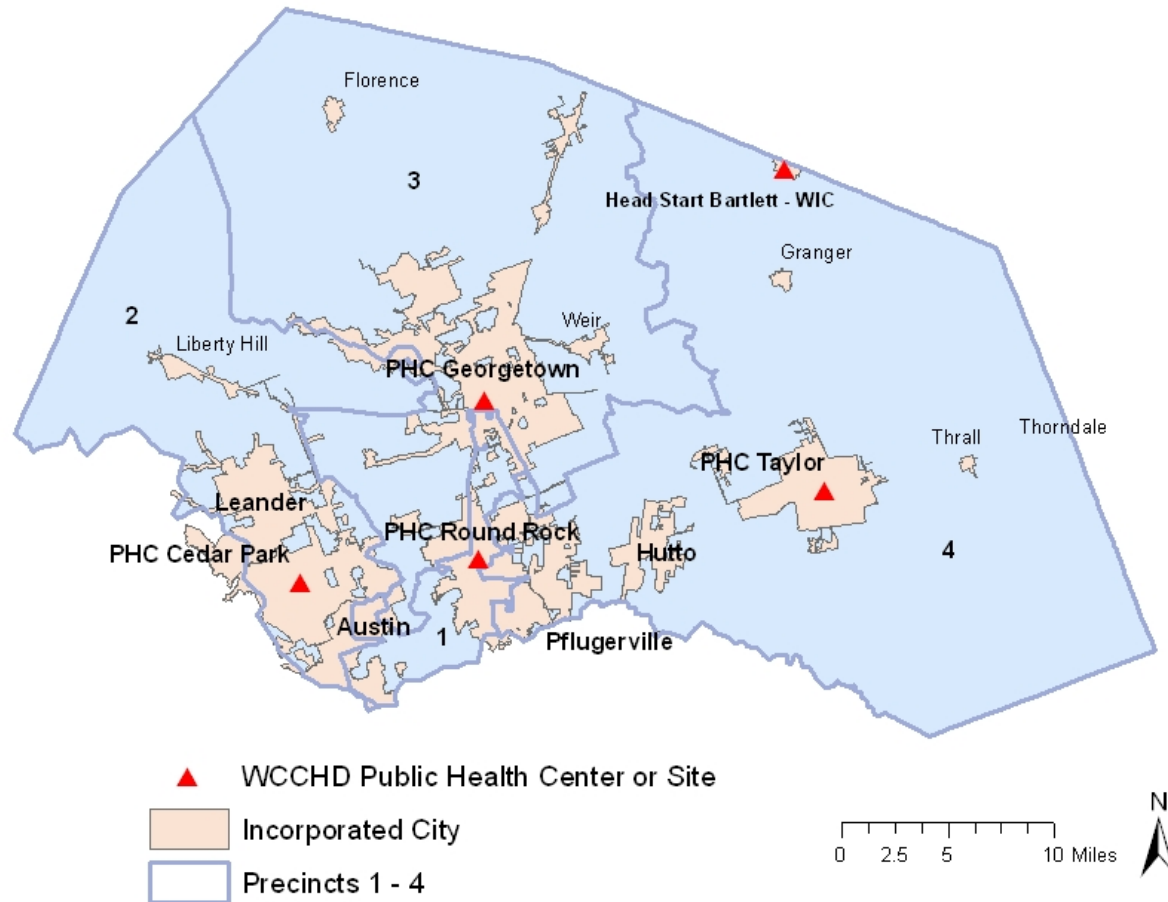 Florence
3
Head Start Bartlett - WIC
Granger
2
Liberty Hill
Weir
PHC Georgetown
Thorndale
Thrall
PHC Taylor
Leander
PHC Round Rock
PHC Cedar Park
Hutto
4
Austin
1
Pflugerville
WCCHD Public Health Center or Site
Incorporated City
Precincts 1 - 4
N
0 2.5 5 10 Miles